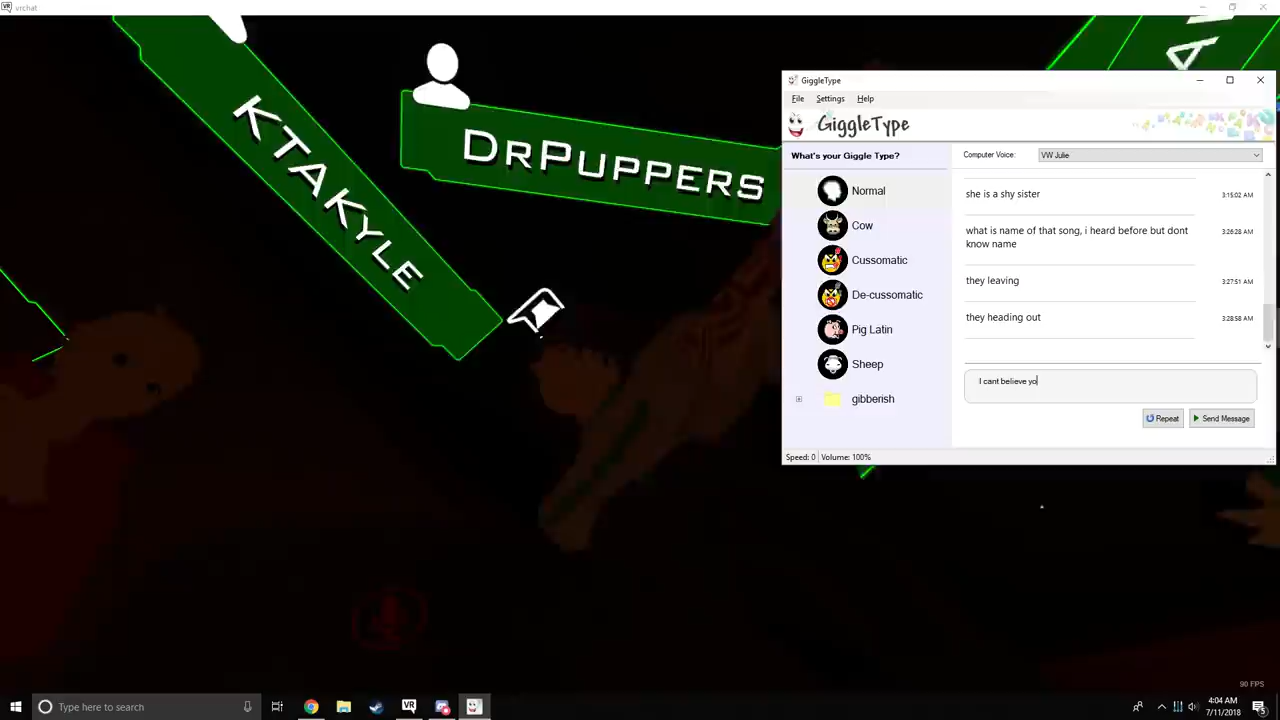 vrchat
KTAKYLE
DRPUPPERS
GiggleType
File Settings Help
GiggleType
What's your Giggle Type?
Computer Voice: VW Julie
Normal
Cow
Cussomatic
De-cussomatic
Pig Latin
Sheep
gibberish
she is a shy sister 3:15:02 AM
what is name of that song, i heard before but dont
know name 3:26:28 AM
they leaving 3:27:51 AM
they heading out 3:28:58 AM
I cant believe yo
Repeat Send Message
Speed: 0 Volume: 100%
90 FPS
Type here to search
4:04 AM
7/11/2018